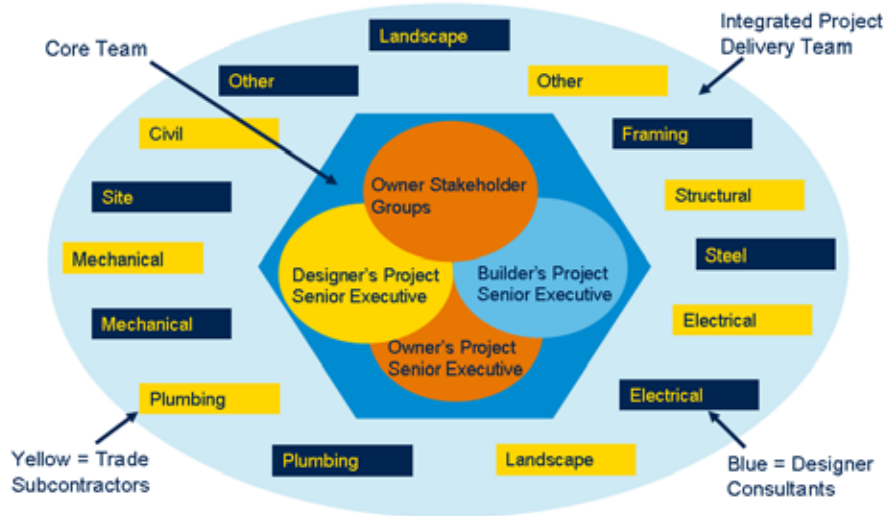 Landscape
Integrated Project
Delivery Team
Core Team
Other
Other
Civil
Framing
Owner Stakeholder
Groups
Site
Structural
Mechanical
Steel
Designer's Project
Senior Executive
Builder's Project
Senior Executive
Mechanical
Electrical
Owner's Project
Senior Executive
Plumbing
Electrical
Yellow = Trade
Subcontractors
Plumbing
Landscape
Blue = Designer
Consultants